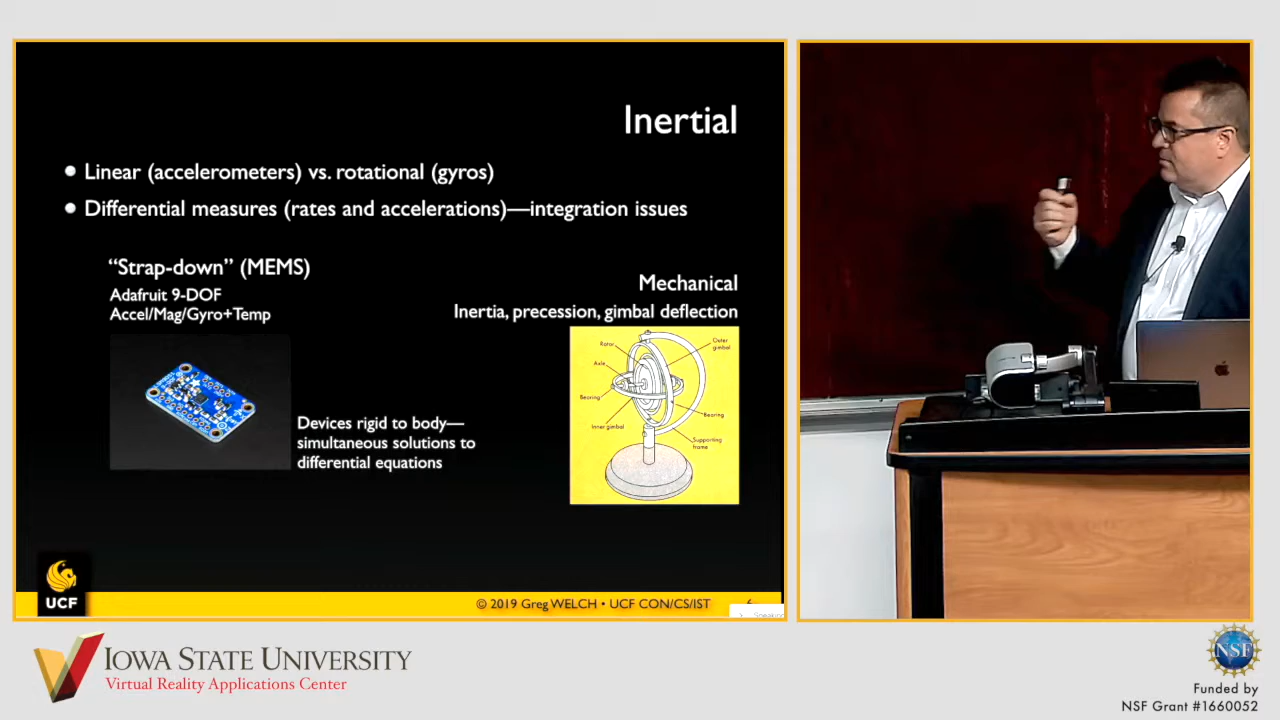 Inertial
Linear (accelerometers) vs. rotational (gyros)
Differential measures (rates and accelerations)—integration issues
“Strap-down” (MEMS)
Adafruit 9-DOF
Accel/Mag/Gyro+Temp
Devices rigid to body—
simultaneous solutions to
differential equations
Mechanical
Inertia, precession, gimbal deflection
Rotor
Outer
gimbal
Axle
Bearing
Bearing
Inner gimbal
Supporting
frame
UCF
© 2019 Greg WELCH • UCF CON/CS/IST
IOWA STATE UNIVERSITY
Virtual Reality Applications Center
NSF
Funded by
NSF Grant #1660052